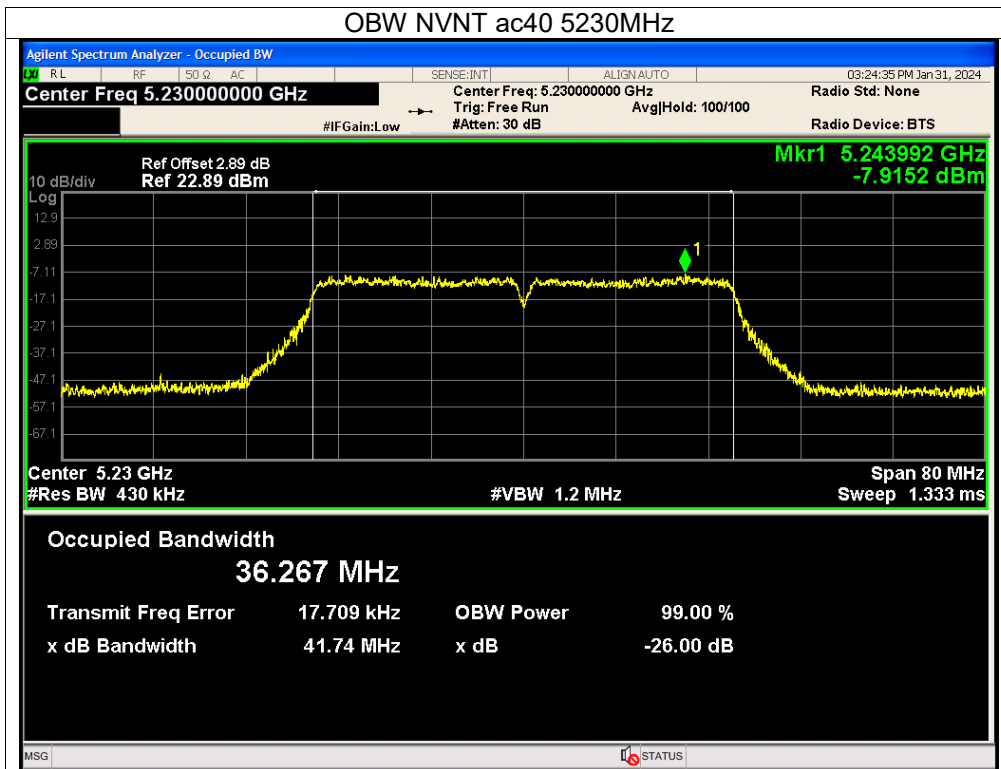 OBW NVNT ac40 5230MHz
Agilent Spectrum Analyzer - Occupied BW
LXI RL RF 50 Ω AC SENSE:INT ALIGN AUTO 03:24:35 PM Jan 31, 2024
Center Freq 5.230000000 GHz Center Freq: 5.230000000 GHz Radio Std: None
Trig: Free Run Avg|Hold: 100/100
#IFGain:Low #Atten: 30 dB Radio Device: BTS
Ref Offset 2.89 dB Mkr1 5.243992 GHz
10 dB/div Ref 22.89 dBm -7.9152 dBm
Log
12.9
2.89
1
-7.11
-17.1
-27.1
-37.1
-47.1
-57.1
-67.1
Center 5.23 GHz Span 80 MHz
#Res BW 430 kHz #VBW 1.2 MHz Sweep 1.333 ms
Occupied Bandwidth
36.267 MHz
Transmit Freq Error 17.709 kHz OBW Power 99.00 %
x dB Bandwidth 41.74 MHz x dB -26.00 dB
MSG STATUS